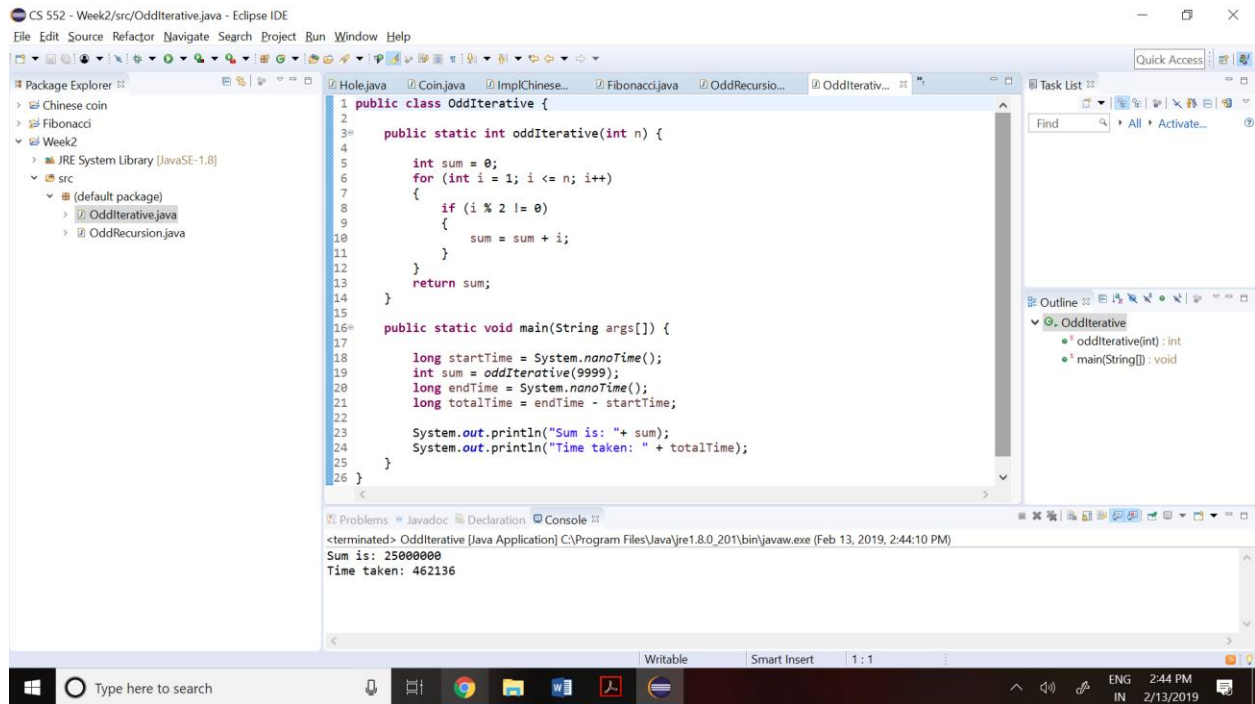 CS 552 - Week2/src/OddIterative.java - Eclipse IDE
File Edit Source Refactor Navigate Search Project Run Window Help
Quick Access
Package Explorer
Chinese coin
Fibonacci
Week2
JRE System Library [JavaSE-1.8]
src
(default package)
OddIterative.java
OddRecursion.java
Hole.java Coin.java ImplChinese... Fibonacci.java OddRecursio... OddIterativ...
1 public class OddIterative {
2
3 public static int oddIterative(int n) {
4
5 int sum = 0;
6 for (int i = 1; i <= n; i++)
7 {
8 if (i % 2 != 0)
9 {
10 sum = sum + i;
11 }
12 }
13 return sum;
14 }
15
16 public static void main(String args[]) {
17
18 long startTime = System.nanoTime();
19 int sum = oddIterative(9999);
20 long endTime = System.nanoTime();
21 long totalTime = endTime - startTime;
22
23 System.out.println("Sum is: "+ sum);
24 System.out.println("Time taken: " + totalTime);
25 }
26 }
Task List
Find All Activate...
Outline
OddIterative
oddIterative(int) : int
main(String[]) : void
Problems Javadoc Declaration Console
<terminated> OddIterative [Java Application] C:\Program Files\Java\jre1.8.0_201\bin\javaw.exe (Feb 13, 2019, 2:44:10 PM)
Sum is: 25000000
Time taken: 462136
Writable Smart Insert 1 : 1
Type here to search
ENG 2:44 PM
IN 2/13/2019